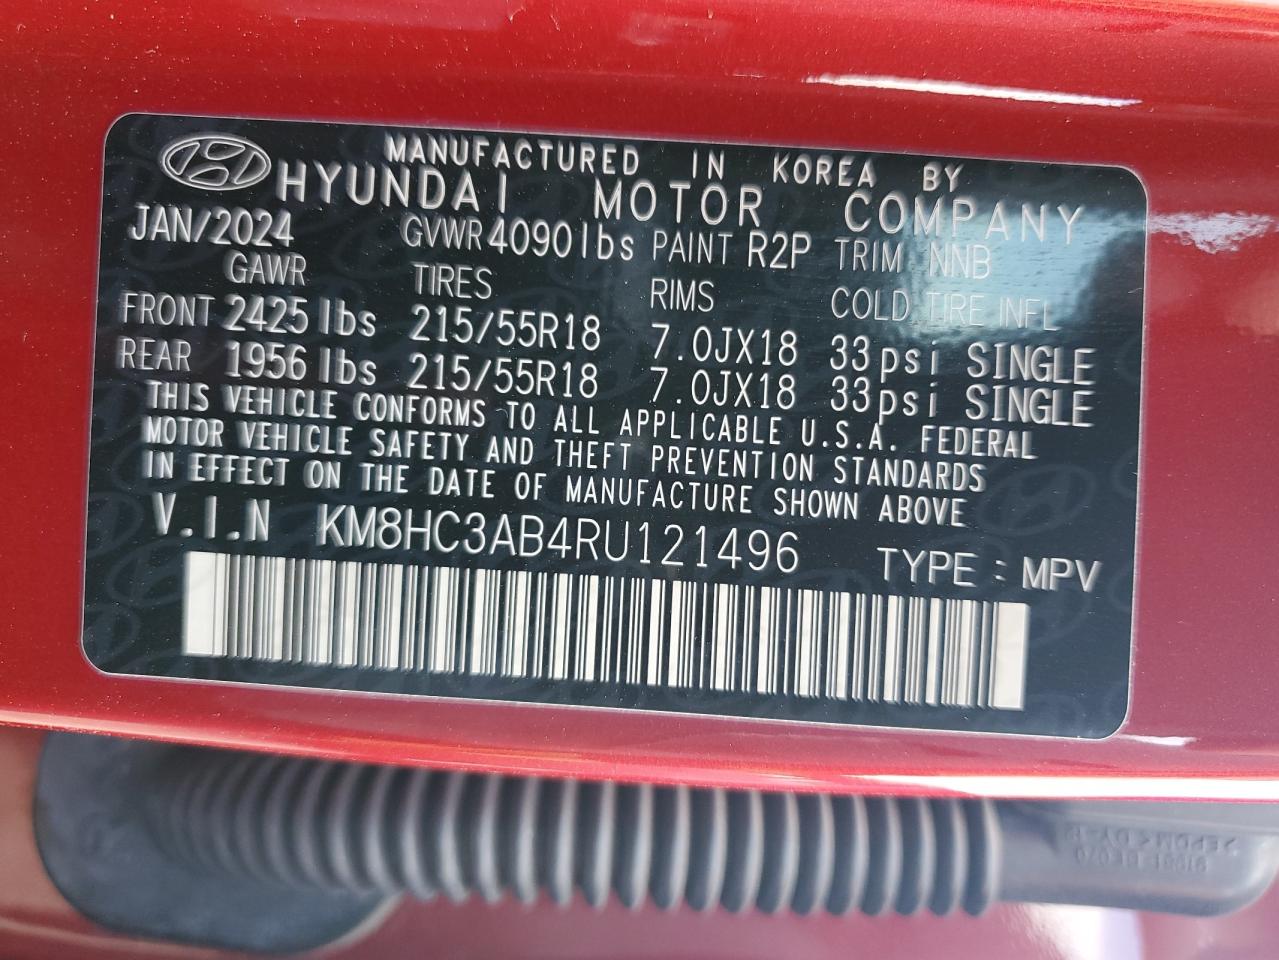 MANUFACTURED IN KOREA BY
HYUNDAI MOTOR COMPANY
JAN/2024 GVWR 4090lbs PAINT R2P TRIM NNB
GAWR TIRES RIMS COLD TIRE INFL
FRONT 2425 lbs 215/55R18 7.0JX18 33psi SINGLE
REAR 1956 lbs 215/55R18 7.0JX18 33psi SINGLE
THIS VEHICLE CONFORMS TO ALL APPLICABLE U.S.A. FEDERAL
MOTOR VEHICLE SAFETY AND THEFT PREVENTION STANDARDS
IN EFFECT ON THE DATE OF MANUFACTURE SHOWN ABOVE
V.I.N KM8HC3AB4RU121496 TYPE : MPV
>EPDM<